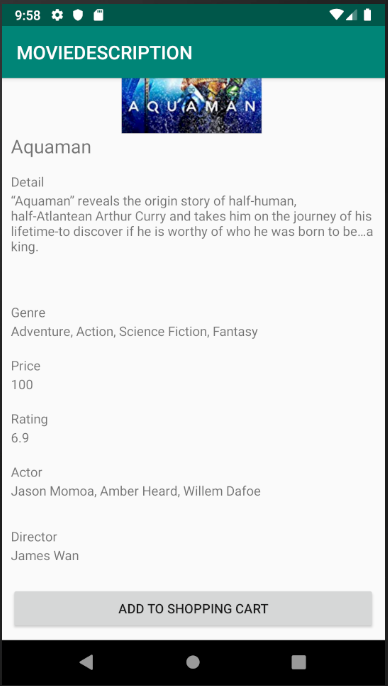 9:58
MOVIEDESCRIPTION
AQUAMAN
Aquaman
Detail
“Aquaman” reveals the origin story of half-human,
half-Atlantean Arthur Curry and takes him on the journey of his
lifetime-to discover if he is worthy of who he was born to be…a
king.
Genre
Adventure, Action, Science Fiction, Fantasy
Price
100
Rating
6.9
Actor
Jason Momoa, Amber Heard, Willem Dafoe
Director
James Wan
ADD TO SHOPPING CART